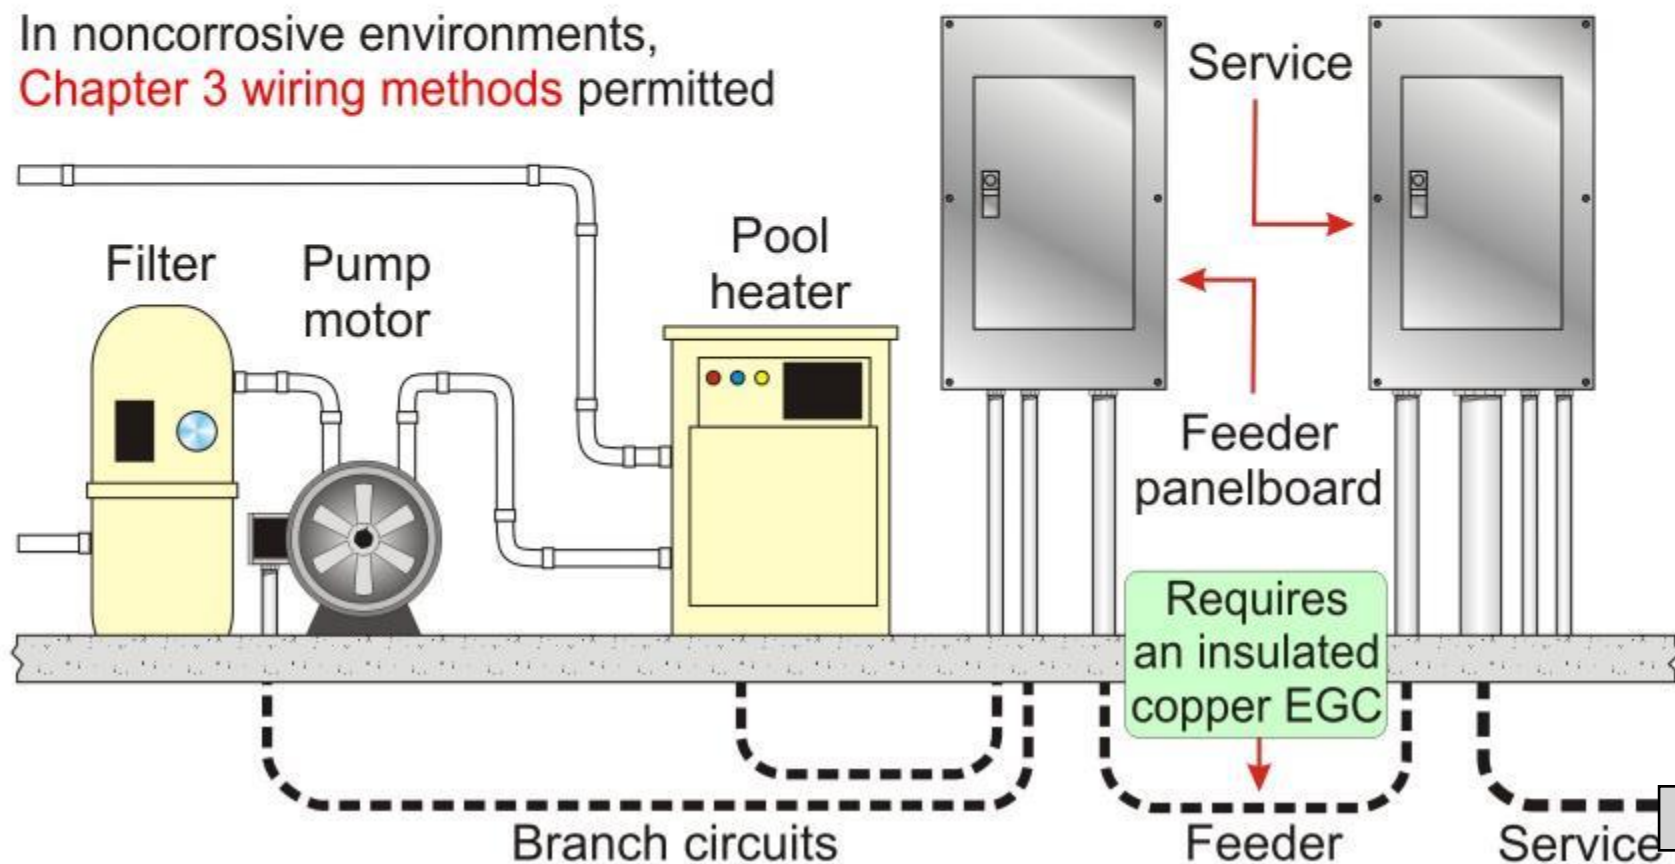 In noncorrosive environments,
Chapter 3 wiring methods permitted
Service
Filter
Pump
motor
Pool
heater
Feeder
panelboard
Requires
an insulated
copper EGC
Branch circuits
Feeder
Service